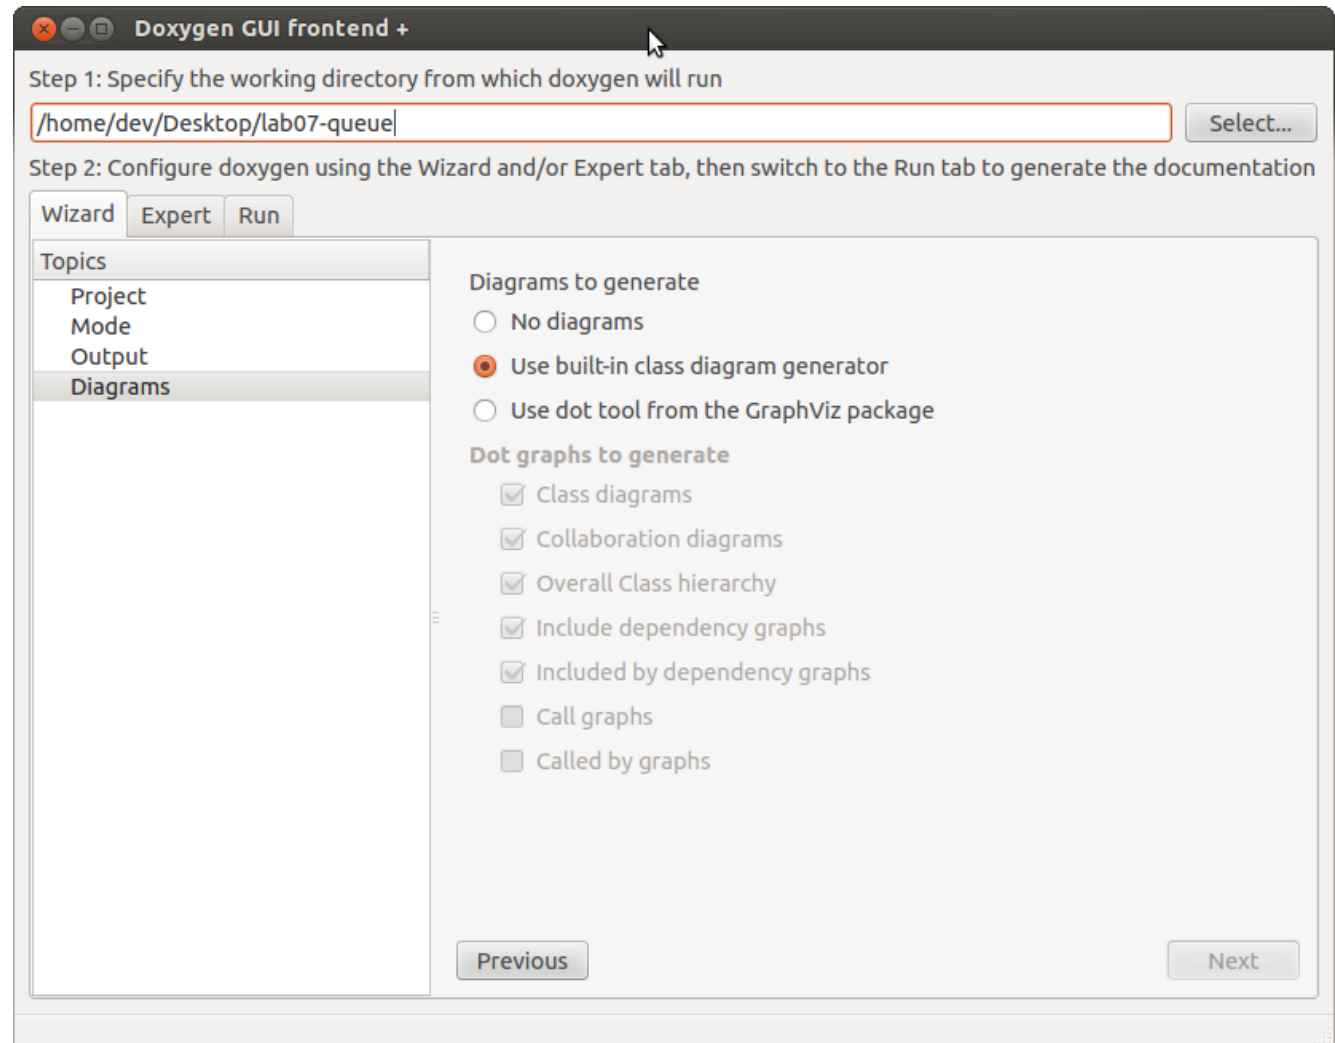 Doxygen GUI frontend +
Step 1: Specify the working directory from which doxygen will run
/home/dev/Desktop/lab07-queue
Select...
Step 2: Configure doxygen using the Wizard and/or Expert tab, then switch to the Run tab to generate the documentation
Wizard Expert Run
Topics
Project
Mode
Output
Diagrams
Diagrams to generate
No diagrams
Use built-in class diagram generator
Use dot tool from the GraphViz package
Dot graphs to generate
Class diagrams
Collaboration diagrams
Overall Class hierarchy
Include dependency graphs
Included by dependency graphs
Call graphs
Called by graphs
Previous
Next